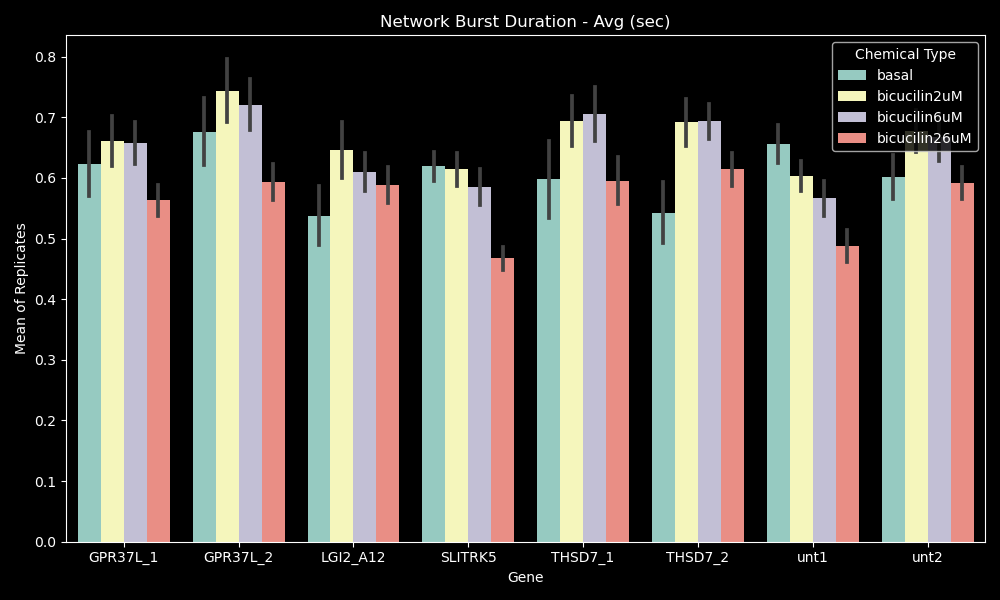 Network Burst Duration - Avg (sec)
Chemical Type
basal
bicucilin2uM
bicucilin6uM
bicucilin26uM
Mean of Replicates
0.8
0.7
0.6
0.5
0.4
0.3
0.2
0.1
0.0
GPR37L_1 GPR37L_2 LGI2_A12 SLITRK5 THSD7_1 THSD7_2 unt1 unt2
Gene